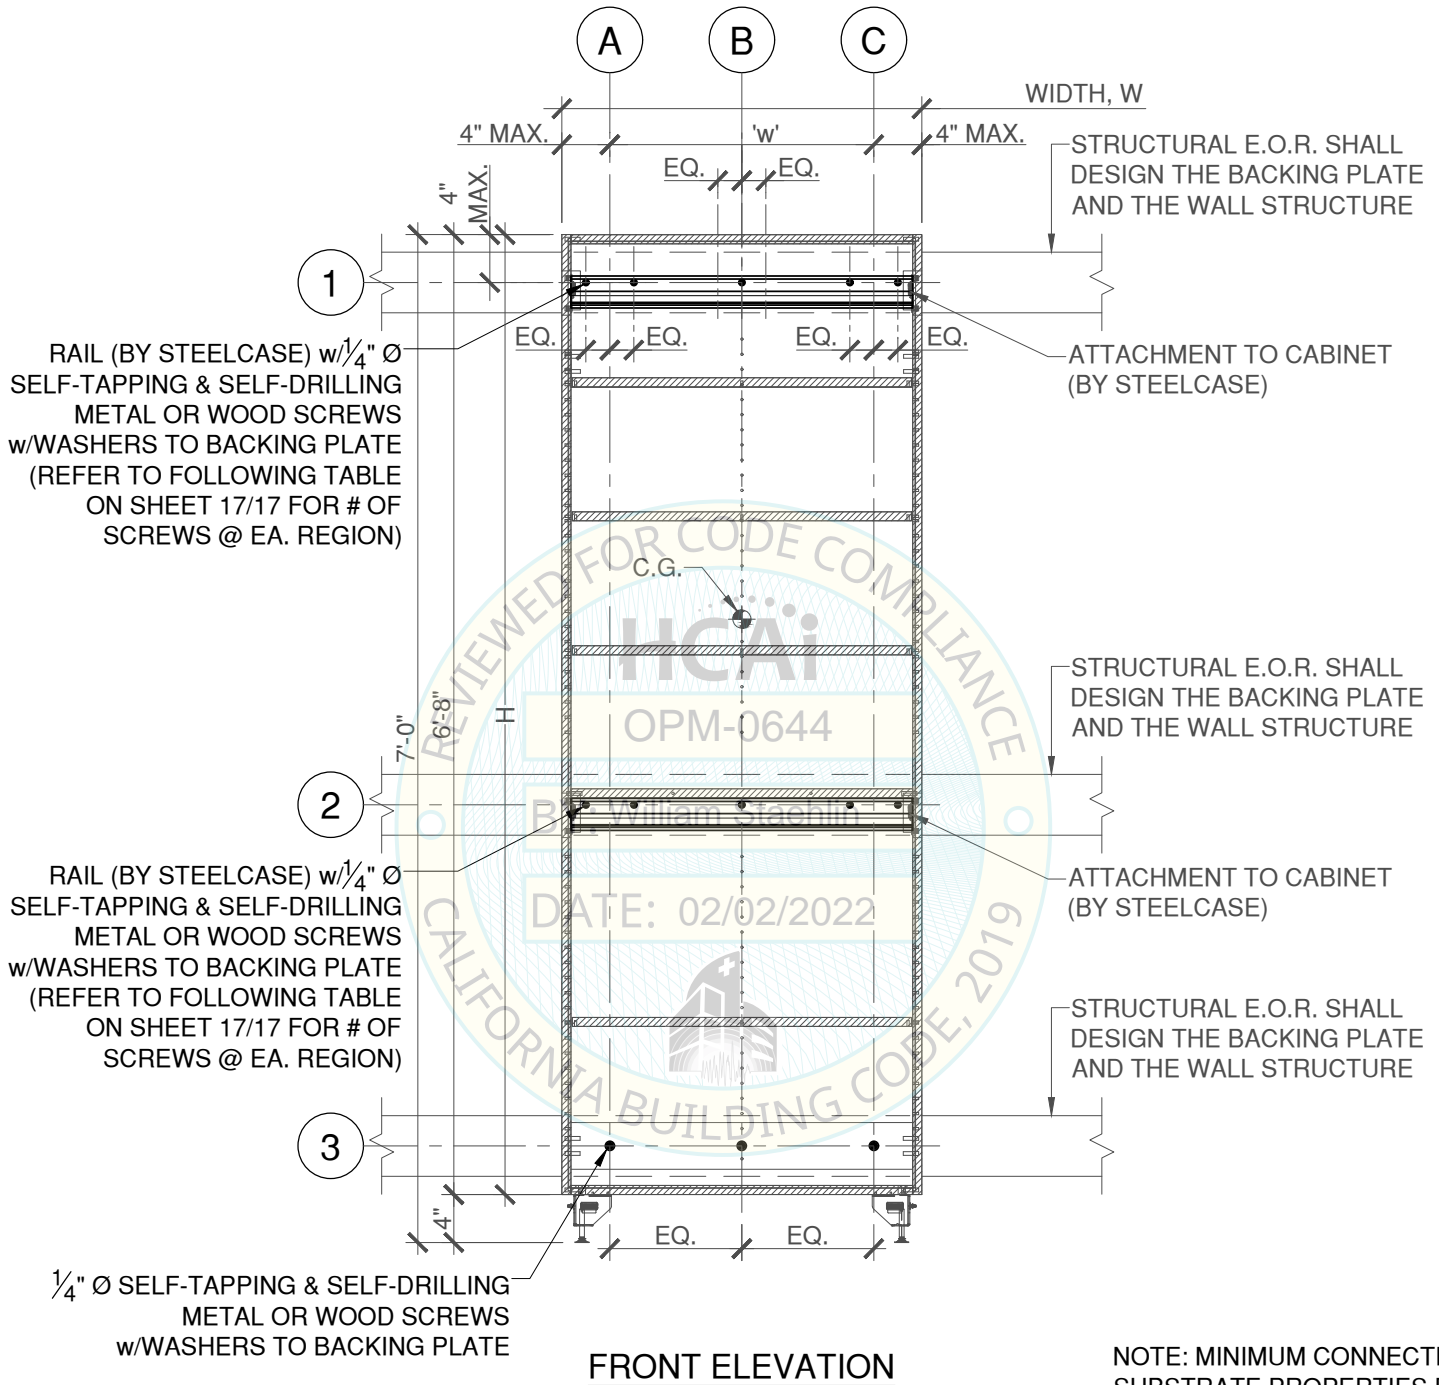 A
B
C
WIDTH, W
4" MAX.
'w'
4" MAX.
EQ.
EQ.
4"
MAX.
STRUCTURAL E.O.R. SHALL
DESIGN THE BACKING PLATE
AND THE WALL STRUCTURE
1
EQ.
EQ.
EQ.
EQ.
RAIL (BY STEELCASE) w/1/4" Ø
SELF-TAPPING & SELF-DRILLING
METAL OR WOOD SCREWS
w/WASHERS TO BACKING PLATE
(REFER TO FOLLOWING TABLE
ON SHEET 17/17 FOR # OF
SCREWS @ EA. REGION)
ATTACHMENT TO CABINET
(BY STEELCASE)
REVIEWED FOR CODE COMPLIANCE
C.G.
HCAi
OPM-0644
BY: William Staehlin
DATE: 02/02/2022
CALIFORNIA BUILDING CODE, 2019
7'-0"
6'-8"
H
STRUCTURAL E.O.R. SHALL
DESIGN THE BACKING PLATE
AND THE WALL STRUCTURE
2
RAIL (BY STEELCASE) w/1/4" Ø
SELF-TAPPING & SELF-DRILLING
METAL OR WOOD SCREWS
w/WASHERS TO BACKING PLATE
(REFER TO FOLLOWING TABLE
ON SHEET 17/17 FOR # OF
SCREWS @ EA. REGION)
ATTACHMENT TO CABINET
(BY STEELCASE)
STRUCTURAL E.O.R. SHALL
DESIGN THE BACKING PLATE
AND THE WALL STRUCTURE
3
4"
EQ.
EQ.
1/4" Ø SELF-TAPPING & SELF-DRILLING
METAL OR WOOD SCREWS
w/WASHERS TO BACKING PLATE
FRONT ELEVATION
NOTE: MINIMUM